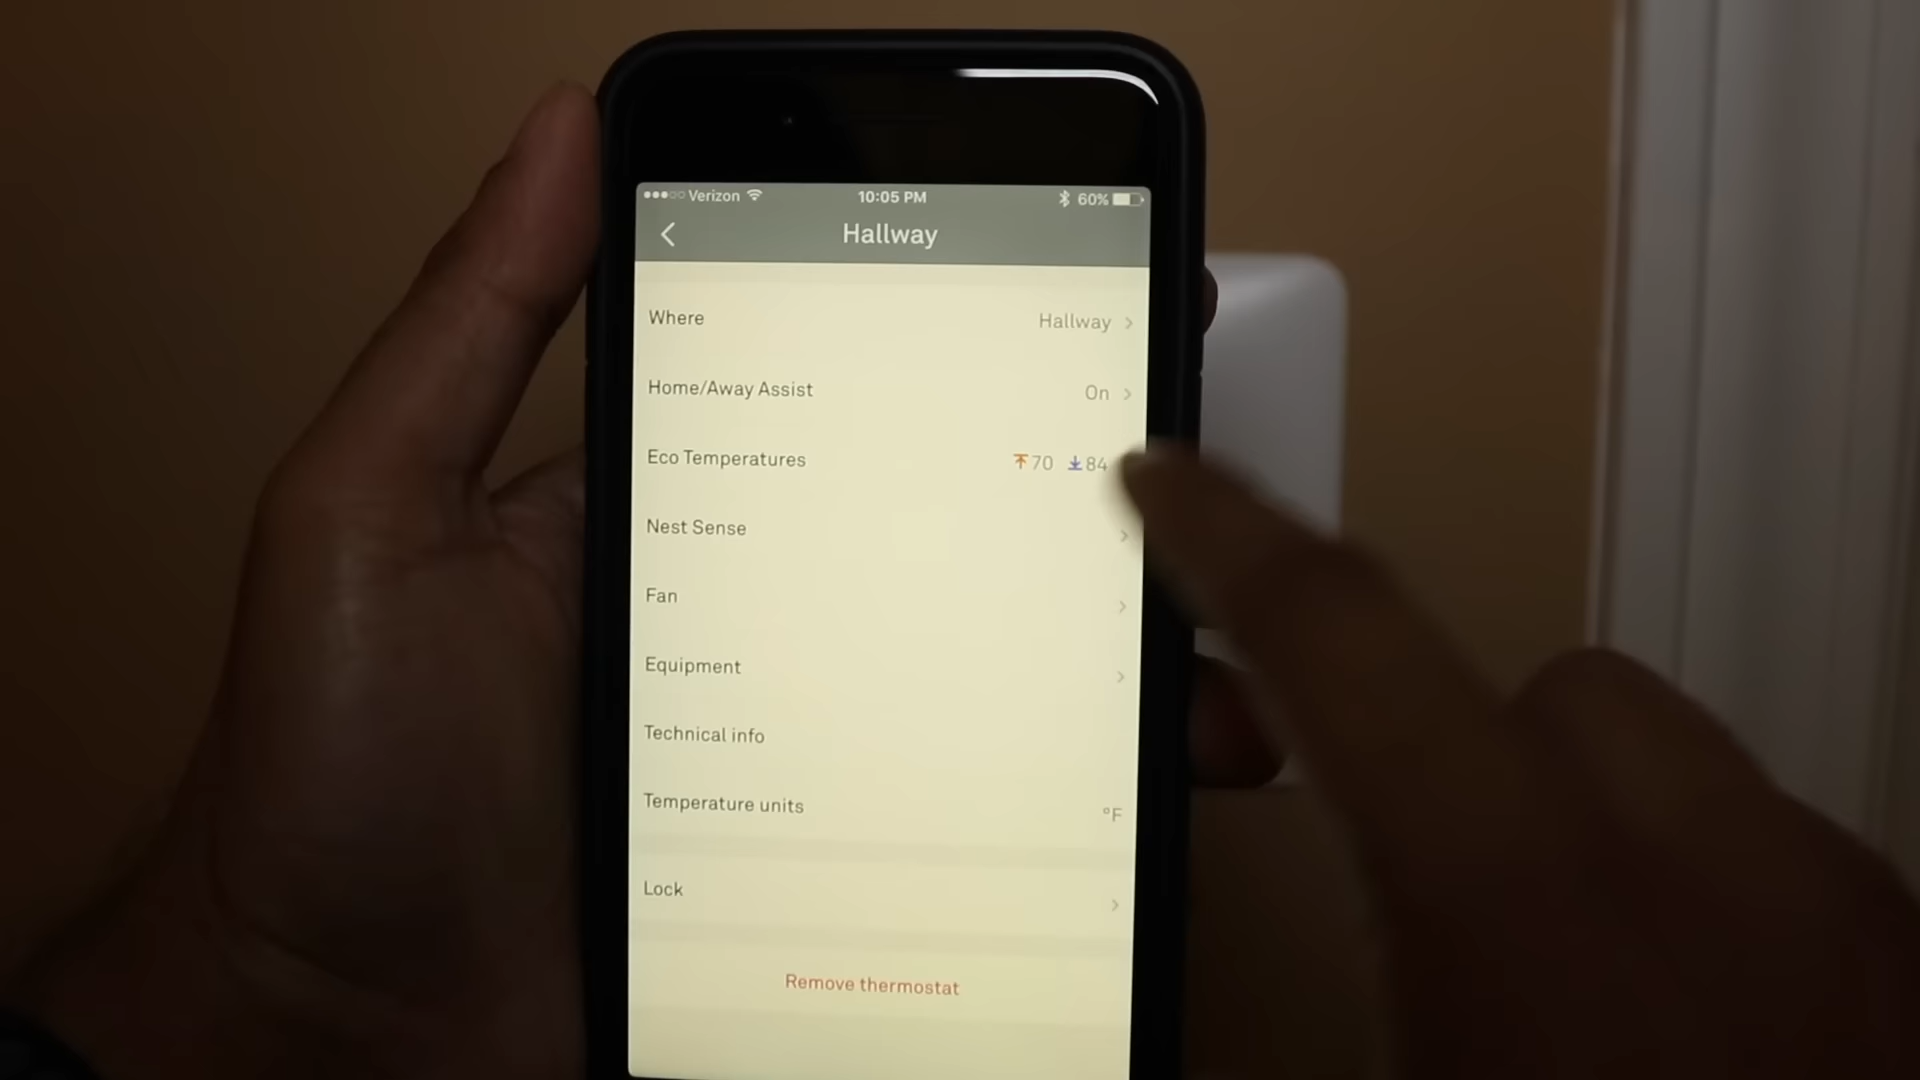 Verizon 10:05 PM 60%
Hallway
Where Hallway
Home/Away Assist On
Eco Temperatures 70 84
Nest Sense
Fan
Equipment
Technical info
Temperature units °F
Lock
Remove thermostat